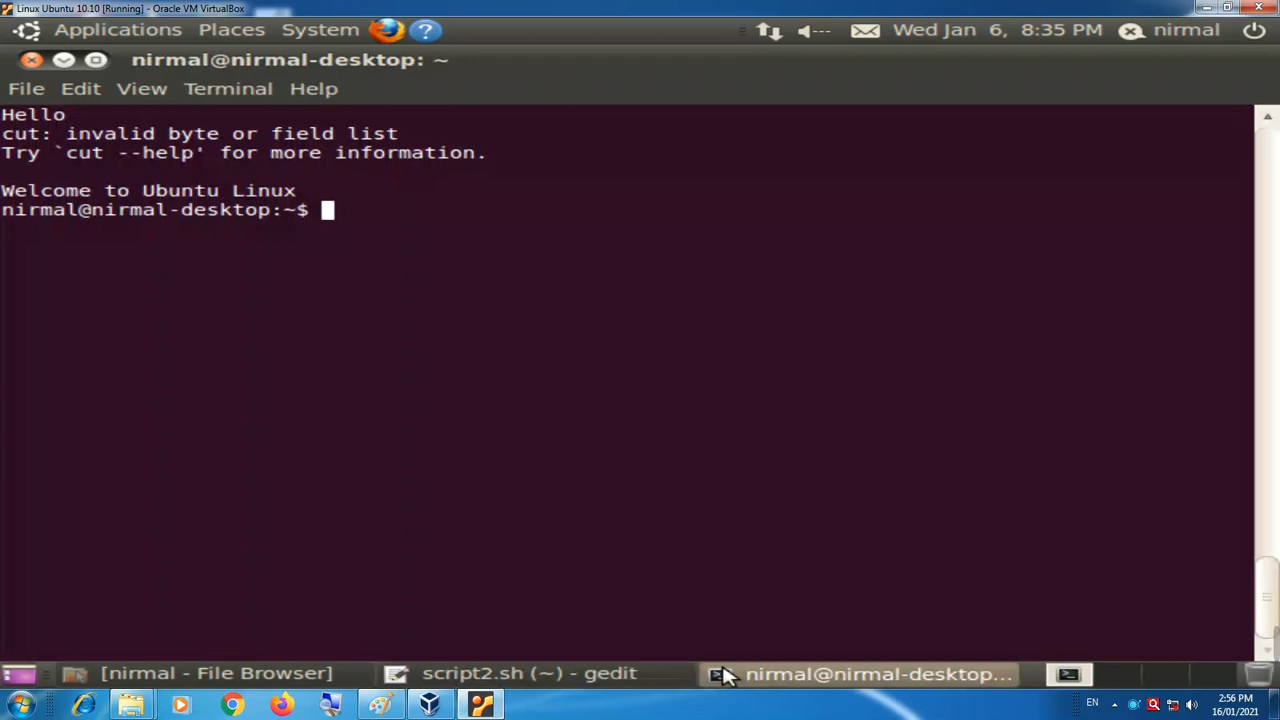 Linux Ubuntu 10.10 [Running] - Oracle VM VirtualBox
Applications Places System ? Wed Jan 6, 8:35 PM nirmal
nirmal@nirmal-desktop: ~
File Edit View Terminal Help
Hello
cut: invalid byte or field list
Try `cut --help' for more information.
Welcome to Ubuntu Linux
nirmal@nirmal-desktop:~$
[nirmal - File Browser] script2.sh (~) - gedit nirmal@nirmal-desktop...
EN 2:56 PM
16/01/2021